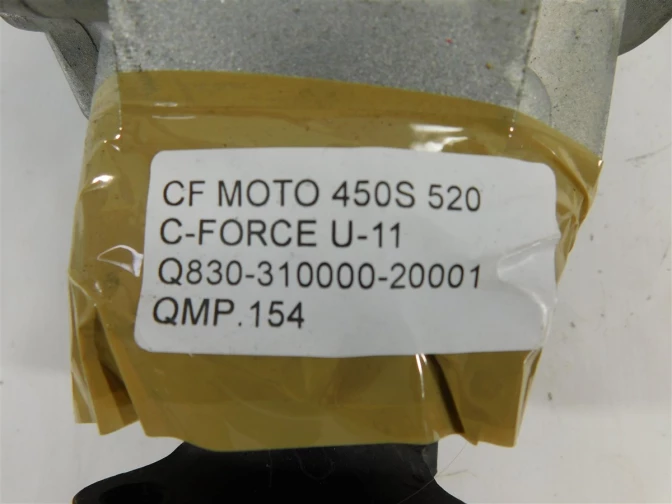 CF MOTO 450S 520
C-FORCE U-11
Q830-310000-20001
QMP.154